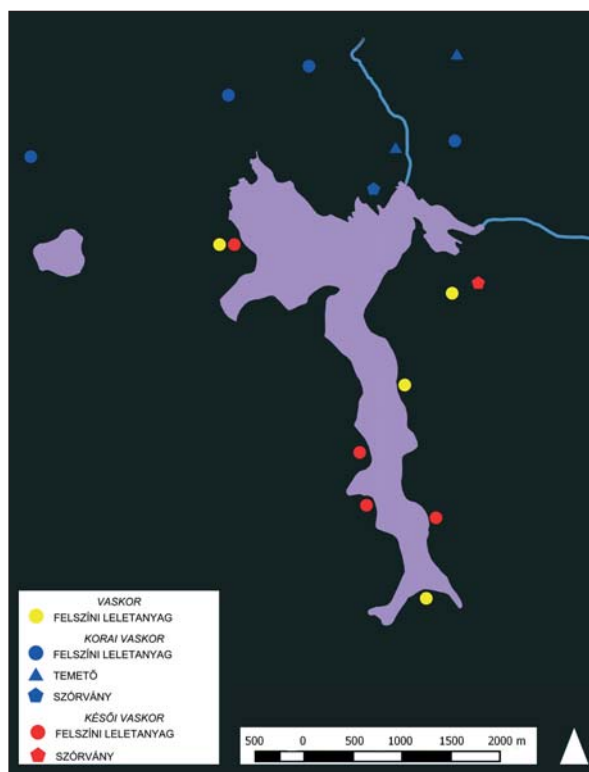 VASKOR
FELSZÍNI LELETANYAG
KORAI VASKOR
FELSZÍNI LELETANYAG
TEMETŐ
SZÓRVÁNY
KÉSŐI VASKOR
FELSZÍNI LELETANYAG
SZÓRVÁNY
500 0 500 1000 1500 2000 m